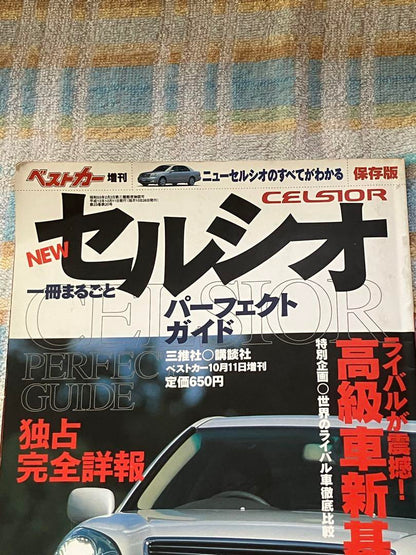 ベストカー 増刊 ニューセルシオのすべてがわかる 保存版
CELSIOR
NEW セルシオ
一冊まるごと
パーフェクト
ガイド
CELSIOR
PERFEC
GUIDE
三推社○講談社
ベストカー10月11日増刊
定価650円
独占
完全詳報
ライバルが震撼!
高級車新基
特別企画○世界のライバル車徹底比較